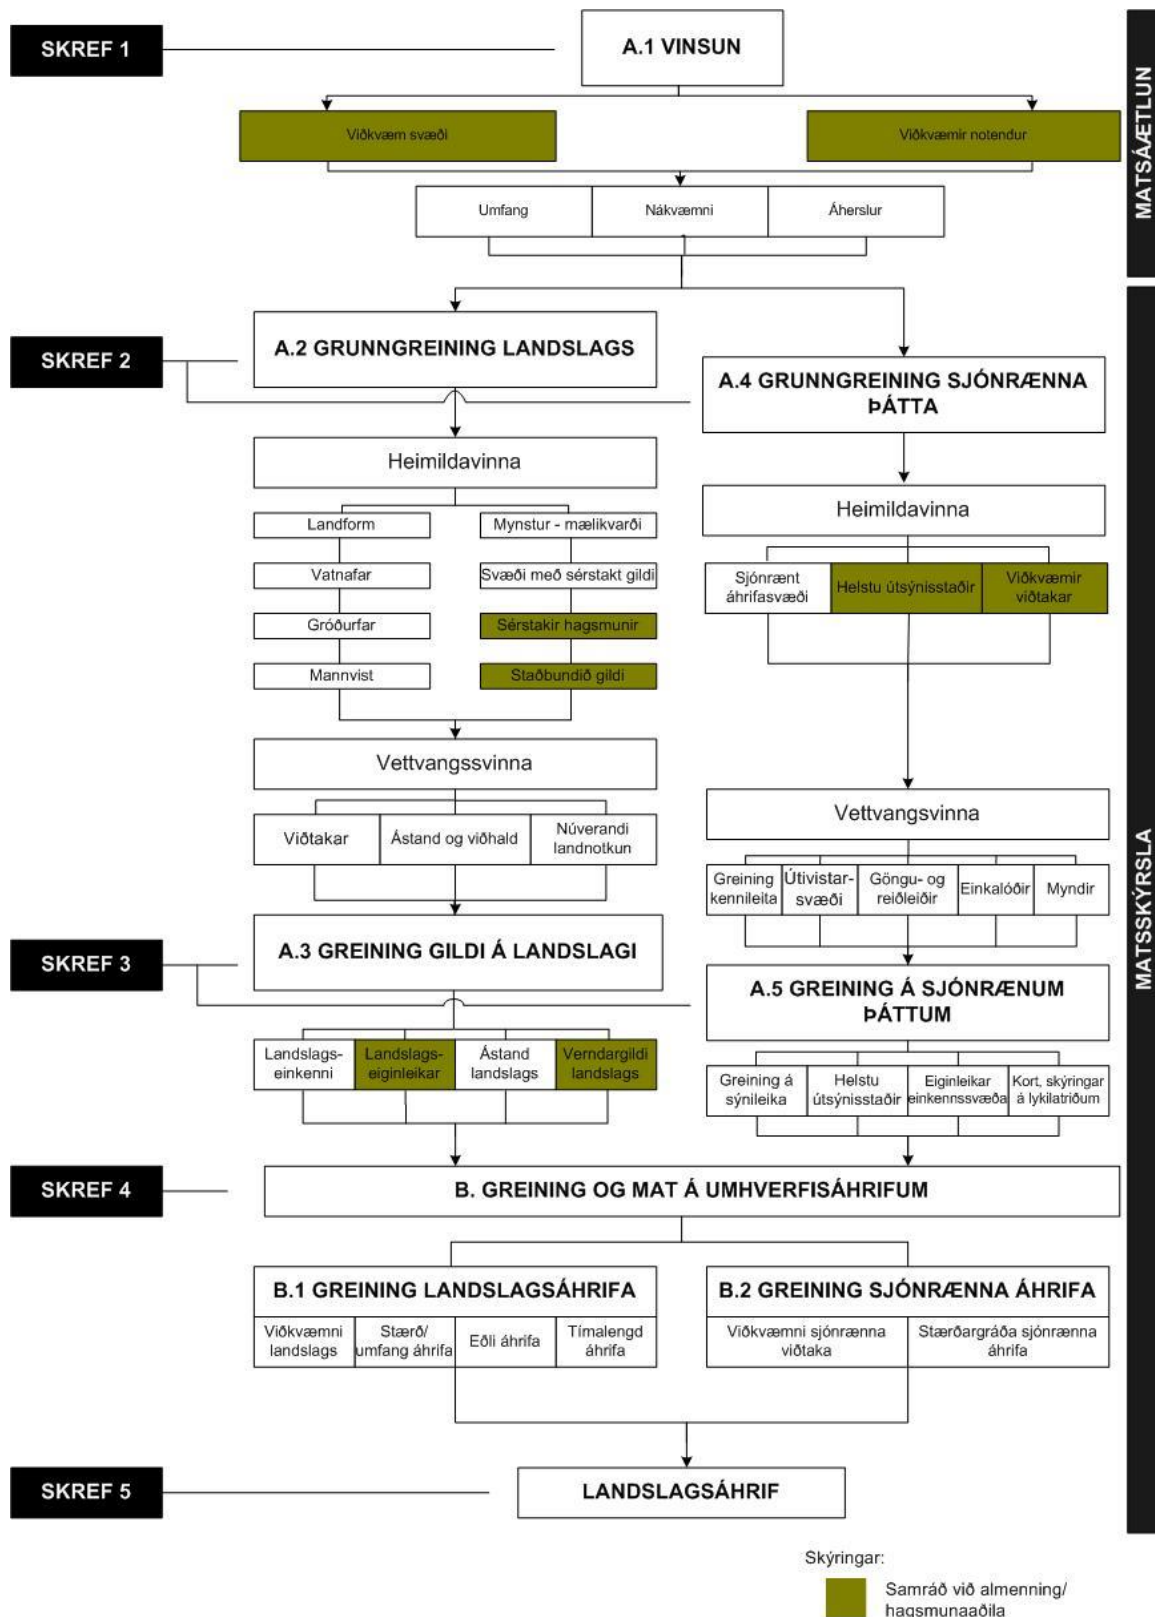 SKREF 1
A.1 VINSUN
MATSÁÆTLUN
Viðkvæm svæði
Viðkvæmir notendur
Umfang
Nákvæmni
Áherslur
SKREF 2
A.2 GRUNNGREINING LANDSLAGS
A.4 GRUNNGREINING SJÓNRÆNNA
ÞÁTTA
MATSSKÝRSLA
Heimildavinna
Landform
Mynstur - mælikvarði
Vatnafar
Svæði með sérstakt gildi
Gróðurfar
Sérstakir hagsmunir
Mannvist
Staðbundið gildi
Heimildavinna
Sjónrænt
áhrifasvæði
Helstu útsýnisstaðir
Viðkvæmir
viðtakar
Vettvangssvinna
Viðtakar
Ástand og viðhald
Núverandi
landnotkun
Vettvangsvinna
Greining
kennileita
Útivistar-
svæði
Göngu- og
reiðleiðir
Einkalóðir
Myndir
SKREF 3
A.3 GREINING GILDI Á LANDSLAGI
A.5 GREINING Á SJÓNRÆNUM
ÞÁTTUM
Landslags-
einkenni
Landslags-
eiginleikar
Ástand
landslags
Verndargildi
landslags
Greining á
sýnileika
Helstu
útsýnisstaðir
Eiginleikar
einkennssvæða
Kort, skýringar
á lykilatriðum
SKREF 4
B. GREINING OG MAT Á UMHVERFISÁHRIFUM
B.1 GREINING LANDSLAGSÁHRIFA
Viðkvæmni
landslags
Stærð/
umfang áhrifa
Eðli áhrifa
Tímalengd
áhrifa
B.2 GREINING SJÓNRÆNNA ÁHRIFA
Viðkvæmni sjónrænna
viðtaka
Stærðargráða sjónrænna
áhrifa
SKREF 5
LANDSLAGSÁHRIF
Skýringar:
Samráð við almenning/
hagsmunaaðila